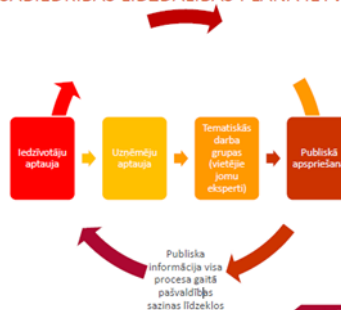 Iedzīvotāju
aptauja
Uzņēmēju
aptauja
Tematiskās
darba
grupas
(vietējie
jomu
eksperti)
Publiskā
apspriešana
Publiska
informācija visa
procesa gaitā
pašvaldības
saziņas līdzekļos